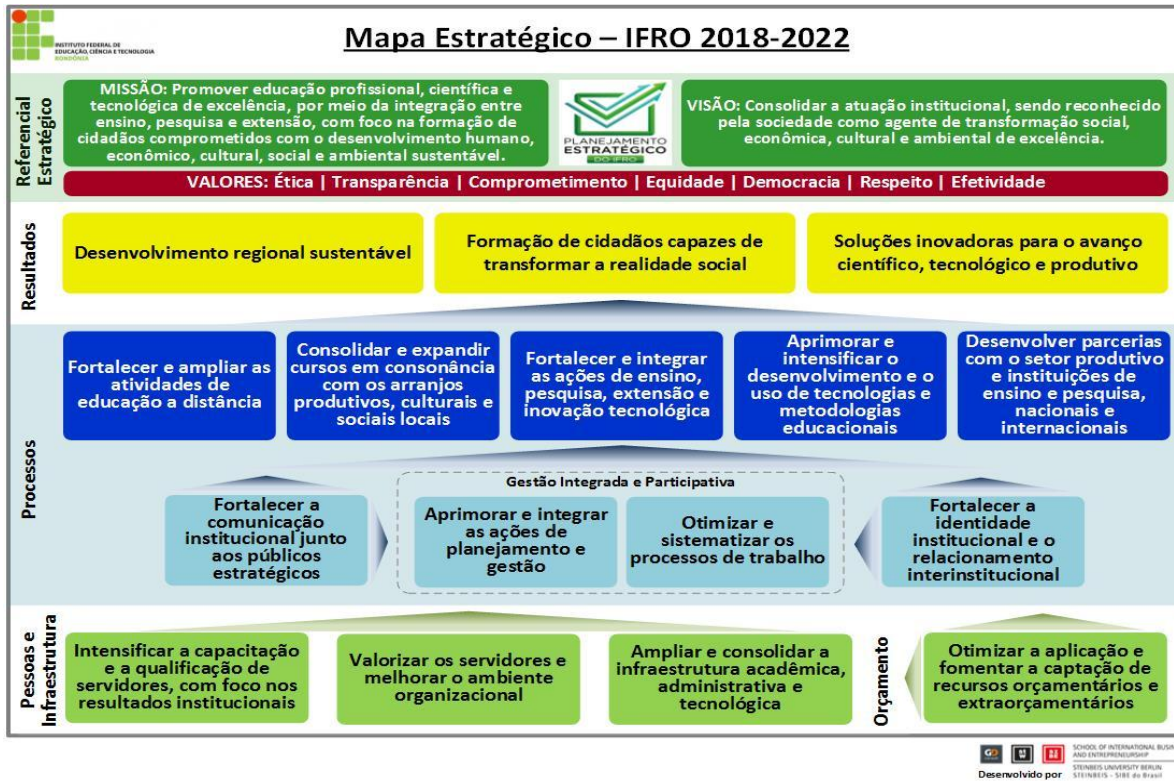 INSTITUTO FEDERAL DE
EDUCAÇÃO, CIÊNCIA E TECNOLOGIA
RONDÔNIA
Mapa Estratégico – IFRO 2018-2022
Referencial
Estratégico
MISSÃO: Promover educação profissional, científica e
tecnológica de excelência, por meio da integração entre
ensino, pesquisa e extensão, com foco na formação de
cidadãos comprometidos com o desenvolvimento humano,
econômico, cultural, social e ambiental sustentável.
PLANEJAMENTO
ESTRATÉGICO
DO IFRO
VISÃO: Consolidar a atuação institucional, sendo reconhecido
pela sociedade como agente de transformação social,
econômica, cultural e ambiental de excelência.
VALORES: Ética | Transparência | Comprometimento | Equidade | Democracia | Respeito | Efetividade
Resultados
Desenvolvimento regional sustentável
Formação de cidadãos capazes de
transformar a realidade social
Soluções inovadoras para o avanço
científico, tecnológico e produtivo
Processos
Fortalecer e ampliar as
atividades de
educação a distância
Consolidar e expandir
cursos em consonância
com os arranjos
produtivos, culturais e
sociais locais
Fortalecer e integrar
as ações de ensino,
pesquisa, extensão e
inovação tecnológica
Aprimorar e
intensificar o
desenvolvimento e o
uso de tecnologias e
metodologias
educacionais
Desenvolver parcerias
com o setor produtivo
e instituições de
ensino e pesquisa,
nacionais e
internacionais
Gestão Integrada e Participativa
Fortalecer a
comunicação
institucional junto
aos públicos
estratégicos
Aprimorar e integrar
as ações de
planejamento e
gestão
Otimizar e
sistematizar os
processos de trabalho
Fortalecer a
identidade
institucional e o
relacionamento
interinstitucional
Pessoas e
Infraestrutura
Intensificar a capacitação
e a qualificação de
servidores, com foco nos
resultados institucionais
Valorizar os servidores e
melhorar o ambiente
organizacional
Ampliar e consolidar a
infraestrutura acadêmica,
administrativa e
tecnológica
Orçamento
Otimizar a aplicação e
fomentar a captação de
recursos orçamentários e
extraorçamentários
Desenvolvido por
SCHOOL OF INTERNATIONAL BUSIN
AND ENTREPRENEURSHIP
STEINBEIS UNIVERSITY BERLIN
STEINBEIS - SIBE do Brasil